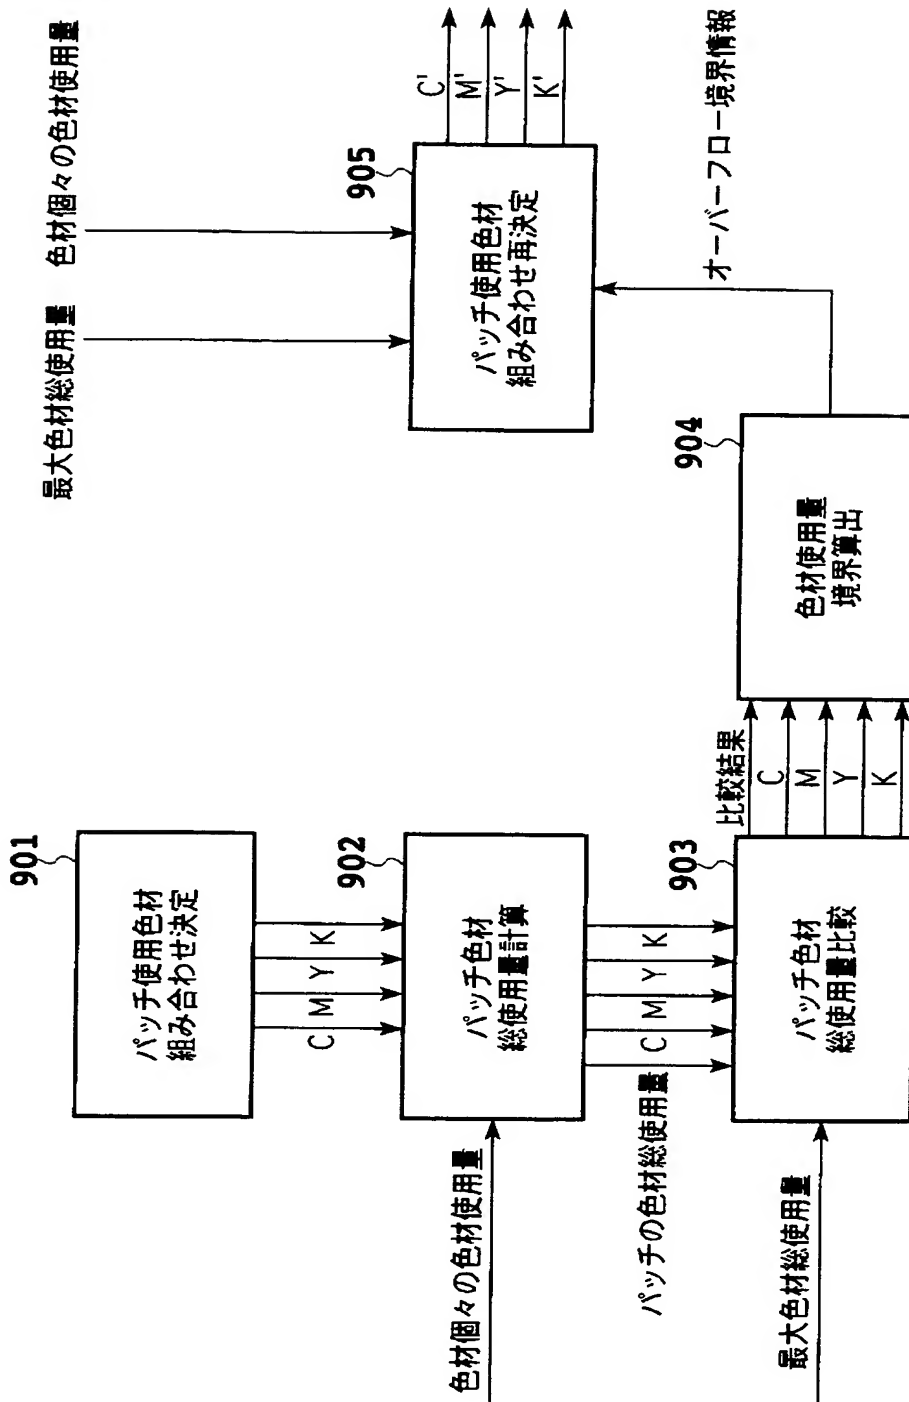 901
パッチ使用色材
組み合わせ決定
C
M
Y
K
色材個々の色材使用量
902
パッチ色材
総使用量計算
パッチの色材総使用量
C
M
Y
K
最大色材総使用量
903
パッチ色材
総使用量比較
比較結果
C
M
Y
K
904
色材使用量
境界算出
オーバーフロー境界情報
最大色材総使用量
色材個々の色材使用量
905
パッチ使用色材
組み合わせ再決定
C'
M'
Y'
K'